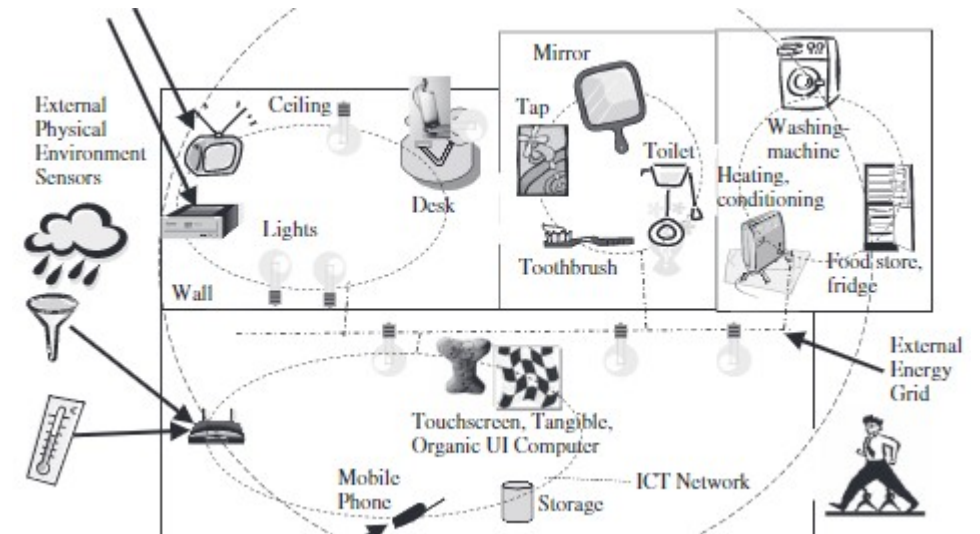 External
Physical
Environment
Sensors
Ceiling
Desk
Lights
Wall
Mirror
Tap
Toilet
Toothbrush
Washing-
machine
Heating,
conditioning
Food store,
fridge
External
Energy
Grid
Touchscreen, Tangible,
Organic UI Computer
Mobile
Phone
Storage
ICT Network